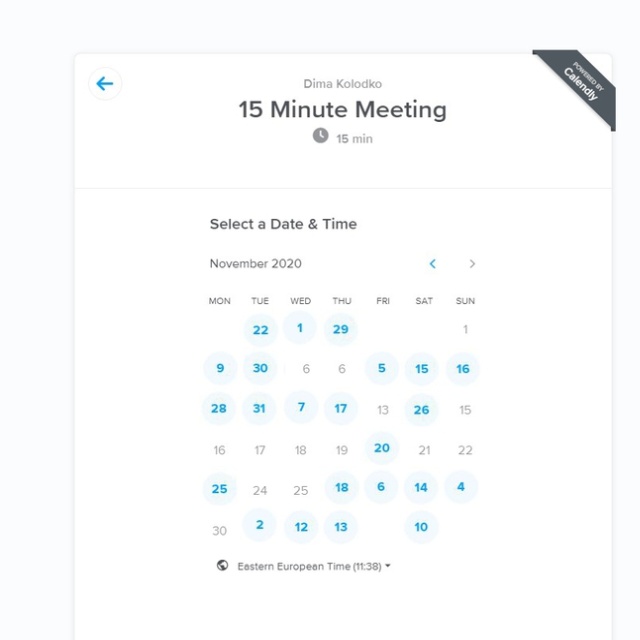 POWERED BY
Calendly
Dima Kolodko
15 Minute Meeting
15 min
Select a Date & Time
November 2020
MON TUE WED THU FRI SAT SUN
22 1 29 1
9 30 6 6 5 15 16
28 31 7 17 13 26 15
16 17 18 19 20 21 22
25 24 25 18 6 14 4
30 2 12 13 10
Eastern European Time (11:38)